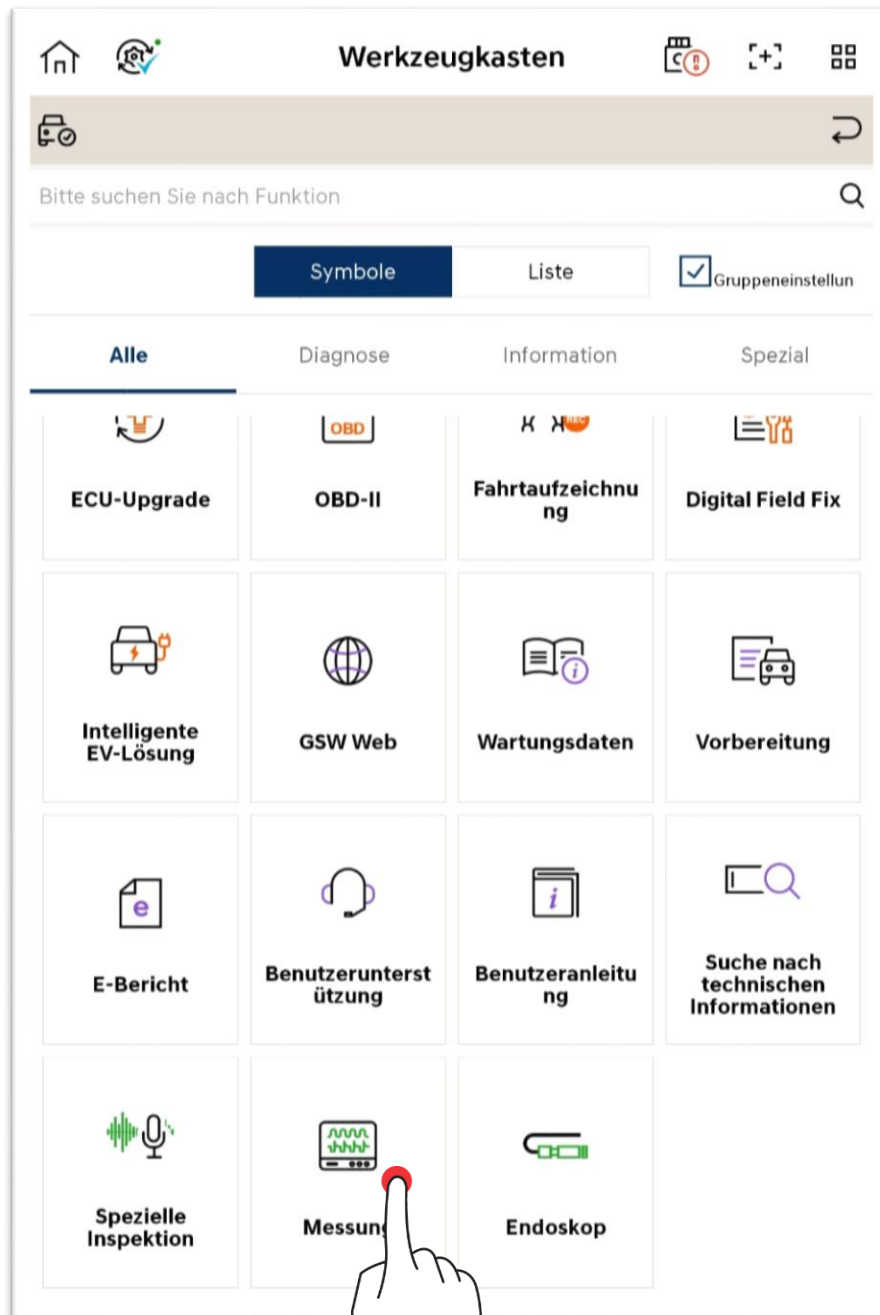 Werkzeugkasten
Bitte suchen Sie nach Funktion
Symbole
Liste
Gruppeneinstellun
Alle
Diagnose
Information
Spezial
OBD
REC
ECU-Upgrade
OBD-II
Fahrtaufzeichnu
ng
Digital Field Fix
Intelligente
EV-Lösung
GSW Web
Wartungsdaten
Vorbereitung
e
i
E-Bericht
Benutzerunterst
ützung
Benutzeranleitu
ng
Suche nach
technischen
Informationen
Spezielle
Inspektion
Messung
Endoskop